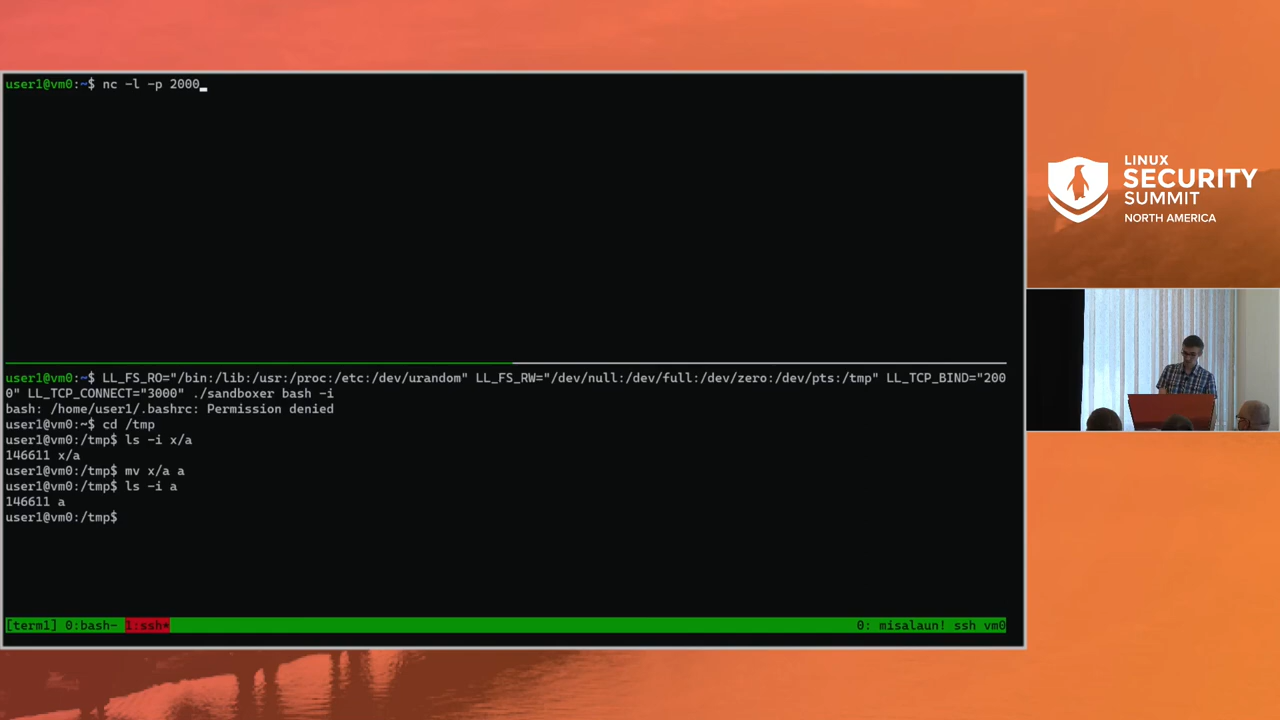 user1@vm0:~$ nc -l -p 2000
user1@vm0:~$ LL_FS_RO="/bin:/lib:/usr:/proc:/etc:/dev/urandom" LL_FS_RW="/dev/null:/dev/full:/dev/zero:/dev/pts:/tmp" LL_TCP_BIND="200
0" LL_TCP_CONNECT="3000" ./sandboxer bash -i
bash: /home/user1/.bashrc: Permission denied
user1@vm0:~$ cd /tmp
user1@vm0:/tmp$ ls -i x/a
146611 x/a
user1@vm0:/tmp$ mv x/a a
user1@vm0:/tmp$ ls -i a
146611 a
user1@vm0:/tmp$
[term1] 0:bash- 1:ssh* 0: misalaun! ssh vm0
LINUX
SECURITY
SUMMIT
NORTH AMERICA